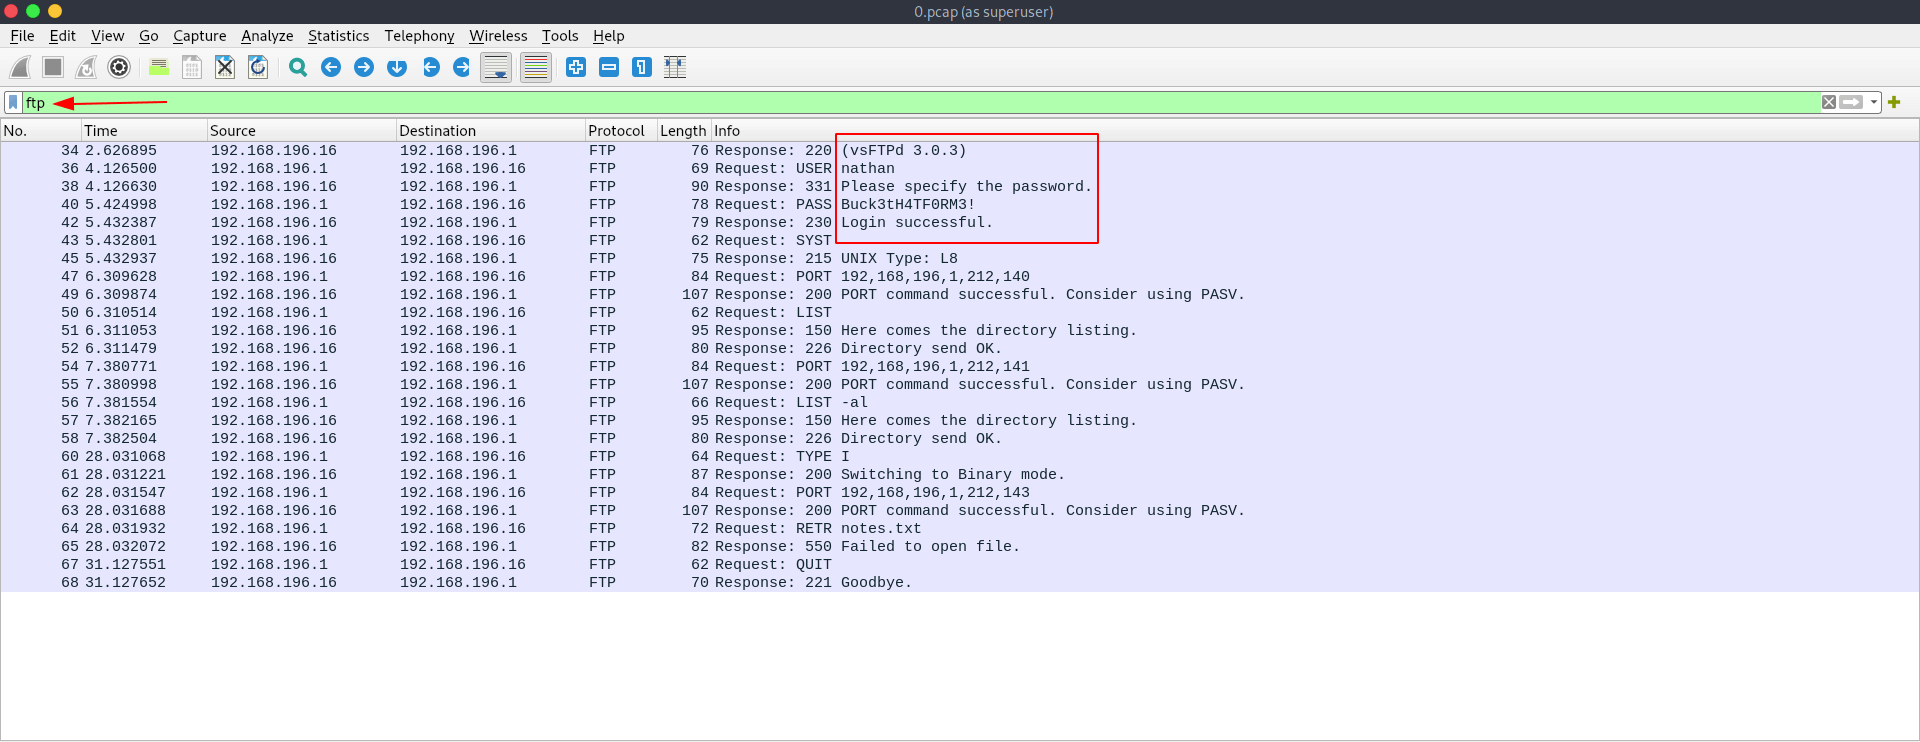 0.pcap (as superuser)
File Edit View Go Capture Analyze Statistics Telephony Wireless Tools Help
ftp
No. Time Source Destination Protocol Length Info
34 2.626895 192.168.196.16 192.168.196.1 FTP 76 Response: 220 (vsFTPd 3.0.3)
36 4.126500 192.168.196.1 192.168.196.16 FTP 69 Request: USER nathan
38 4.126630 192.168.196.16 192.168.196.1 FTP 90 Response: 331 Please specify the password.
40 5.424998 192.168.196.1 192.168.196.16 FTP 78 Request: PASS Buck3tH4TF0RM3!
42 5.432387 192.168.196.16 192.168.196.1 FTP 79 Response: 230 Login successful.
43 5.432801 192.168.196.1 192.168.196.16 FTP 62 Request: SYST
45 5.432937 192.168.196.16 192.168.196.1 FTP 75 Response: 215 UNIX Type: L8
47 6.309628 192.168.196.1 192.168.196.16 FTP 84 Request: PORT 192,168,196,1,212,140
49 6.309874 192.168.196.16 192.168.196.1 FTP 107 Response: 200 PORT command successful. Consider using PASV.
50 6.310514 192.168.196.1 192.168.196.16 FTP 62 Request: LIST
51 6.311053 192.168.196.16 192.168.196.1 FTP 95 Response: 150 Here comes the directory listing.
52 6.311479 192.168.196.16 192.168.196.1 FTP 80 Response: 226 Directory send OK.
54 7.380771 192.168.196.1 192.168.196.16 FTP 84 Request: PORT 192,168,196,1,212,141
55 7.380998 192.168.196.16 192.168.196.1 FTP 107 Response: 200 PORT command successful. Consider using PASV.
56 7.381554 192.168.196.1 192.168.196.16 FTP 66 Request: LIST -al
57 7.382165 192.168.196.16 192.168.196.1 FTP 95 Response: 150 Here comes the directory listing.
58 7.382504 192.168.196.16 192.168.196.1 FTP 80 Response: 226 Directory send OK.
60 28.031068 192.168.196.1 192.168.196.16 FTP 64 Request: TYPE I
61 28.031221 192.168.196.16 192.168.196.1 FTP 87 Response: 200 Switching to Binary mode.
62 28.031547 192.168.196.1 192.168.196.16 FTP 84 Request: PORT 192,168,196,1,212,143
63 28.031688 192.168.196.16 192.168.196.1 FTP 107 Response: 200 PORT command successful. Consider using PASV.
64 28.031932 192.168.196.1 192.168.196.16 FTP 72 Request: RETR notes.txt
65 28.032072 192.168.196.16 192.168.196.1 FTP 82 Response: 550 Failed to open file.
67 31.127551 192.168.196.1 192.168.196.16 FTP 62 Request: QUIT
68 31.127652 192.168.196.16 192.168.196.1 FTP 70 Response: 221 Goodbye.